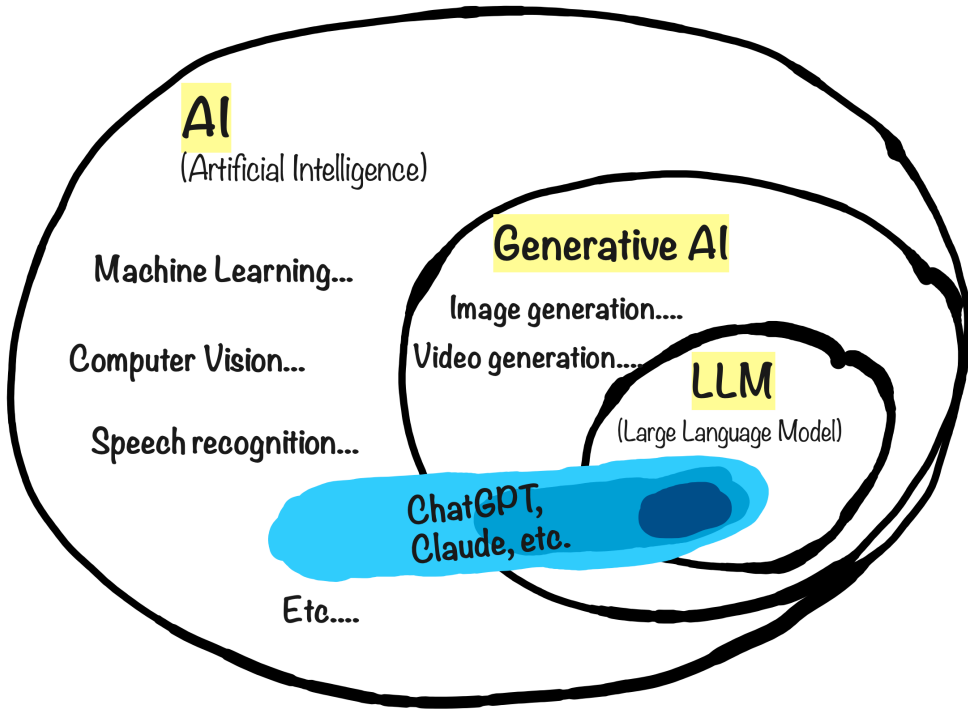 AI
(Artificial Intelligence)
Generative AI
Machine Learning...
Image generation....
Computer Vision...
Video generation.....
LLM
(Large Language Model)
Speech recognition...
ChatGPT,
Claude, etc.
Etc....